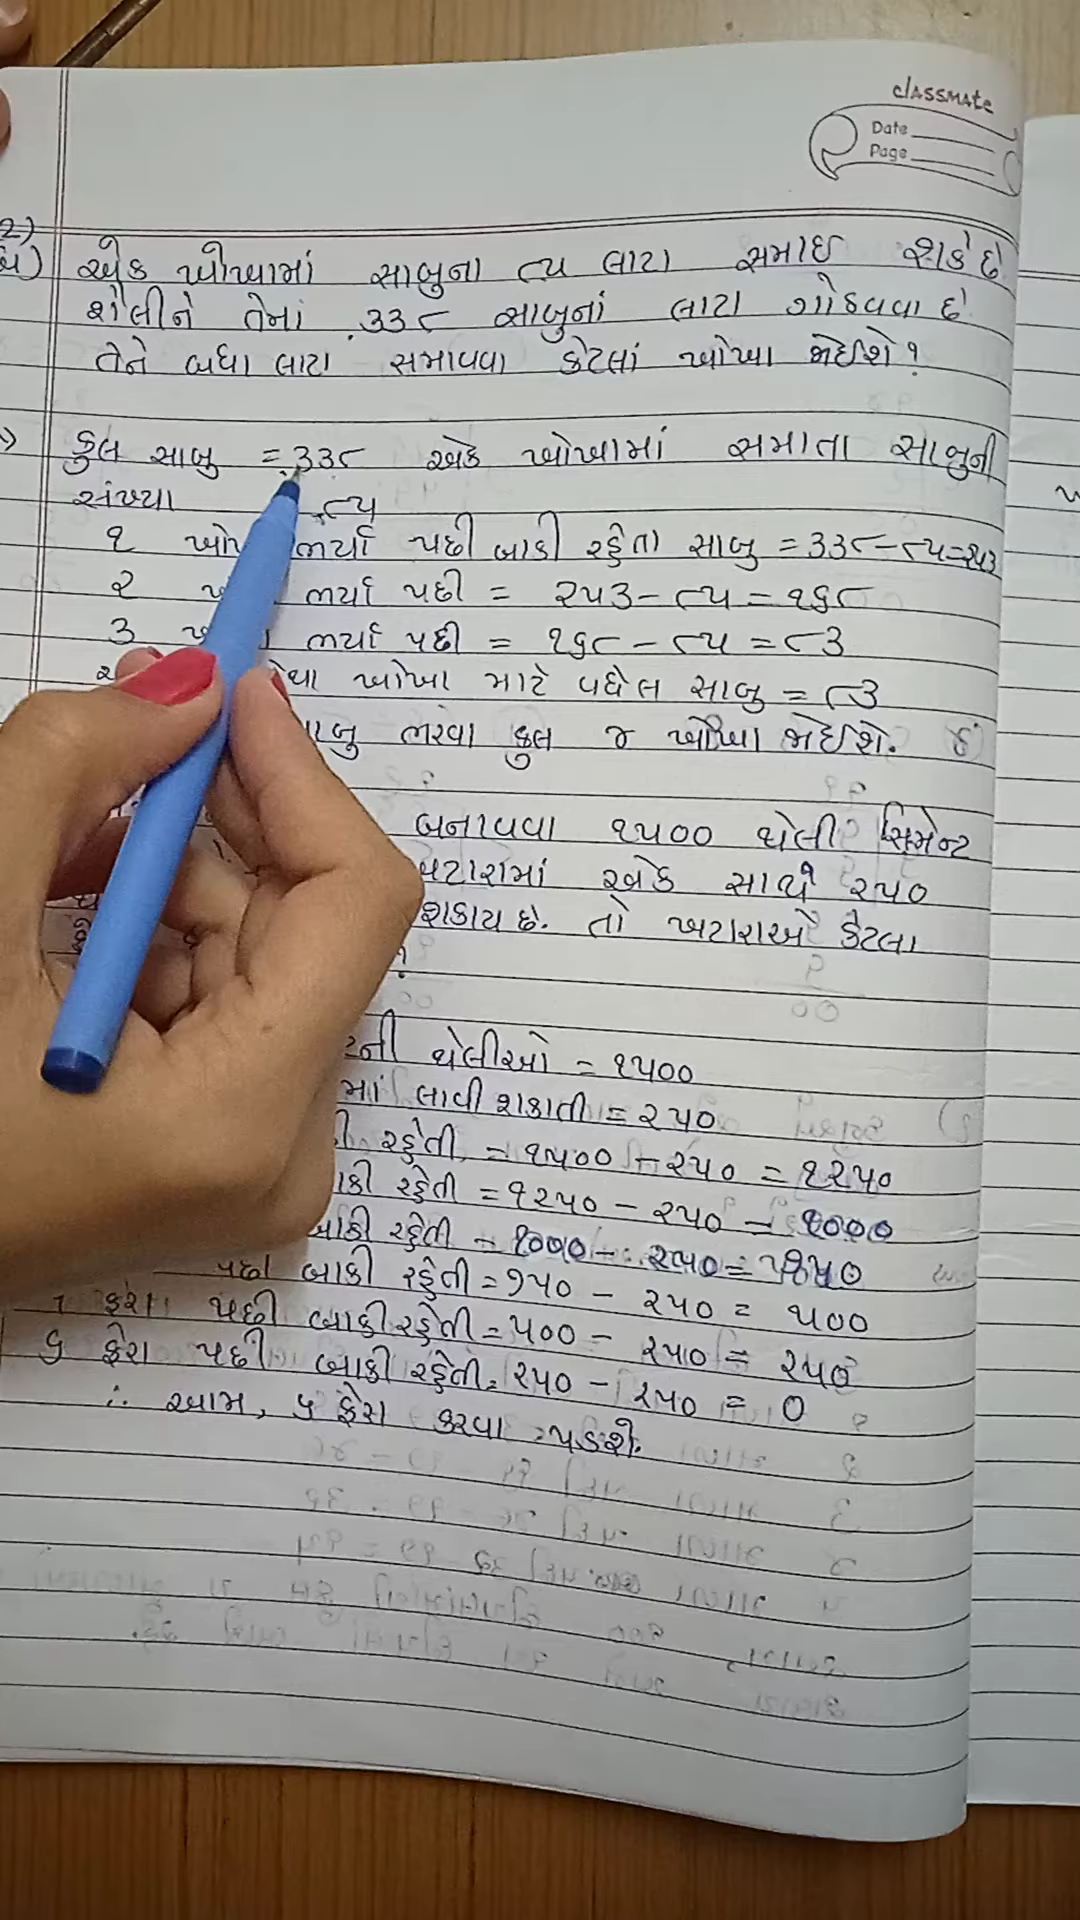 classmate
Date
Page
2)
બ) એક ખોખામાં સાબુના ૮૫ લાટા સમાઇ શકે છે
શૈલીને તેમાં ૩૩૮ સાબુનાં લાટા ગોઠવવા છે
તેને બધા લાટા સમાવવા કેટલાં ખોખા જોઈશે ?
કુલ સાબુ = ૩૩૮ એક ખોખામાં સમાતા સાબુની
સંખ્યા ૮૫
૧ ભર્યા પછી બાકી રહેતા સાબુ = ૩૩૮ - ૮૫ = ૨૫૩
૨ ભર્યા પછી = ૨૫૩ - ૮૫ = ૧૬૮
૩ ભર્યા પછી = ૧૬૮ - ૮૫ = ૮૩
ખોખા માટે વધેલ સાબુ = ૮૩
ભરવા કુલ ૪ ખોખા જોઈશે.
બનાવવા ૧૫૦૦ થેલી સિમેન્ટ
એક સાથે ૨૫૦
શકાય છે. તો ખટારાએ કેટલા
?
થેલીઓ = ૧૫૦૦
માં લાવી શકાતી = ૨૫૦
રહેતી = ૧૫૦૦ - ૨૫૦ = ૧૨૫૦
રહેતી = ૧૨૫૦ - ૨૫૦ = ૧૦૦૦
બાકી રહેતી = ૧૦૦૦ - ૨૫૦ = ૭૫૦
પછી બાકી રહેતી = ૭૫૦ - ૨૫૦ = ૫૦૦
ફેરા પછી બાકી રહેતી = ૫૦૦ - ૨૫૦ = ૨૫૦
૬ ફેરા પછી બાકી રહેતી = ૨૫૦ - ૨૫૦ = ૦
∴ આમ, ૬ ફેરા કરવા પડશે.